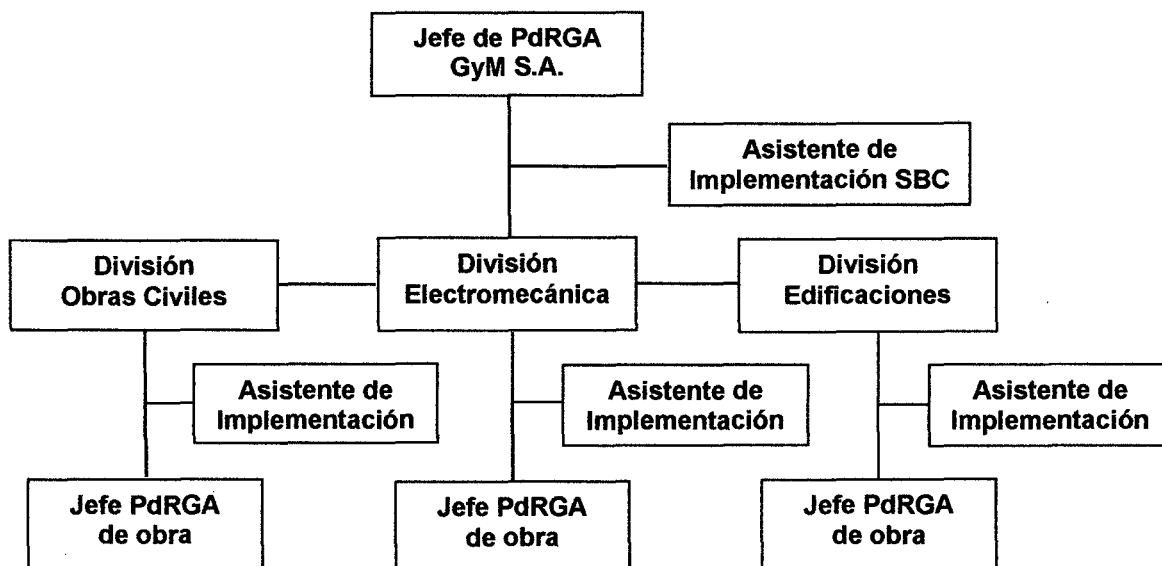 Jefe de PdRGA
GyM S.A.
Asistente de
Implementación SBC
División
Obras Civiles
División
Electromecánica
División
Edificaciones
Asistente de
Implementación
Asistente de
Implementación
Asistente de
Implementación
Jefe PdRGA
de obra
Jefe PdRGA
de obra
Jefe PdRGA
de obra